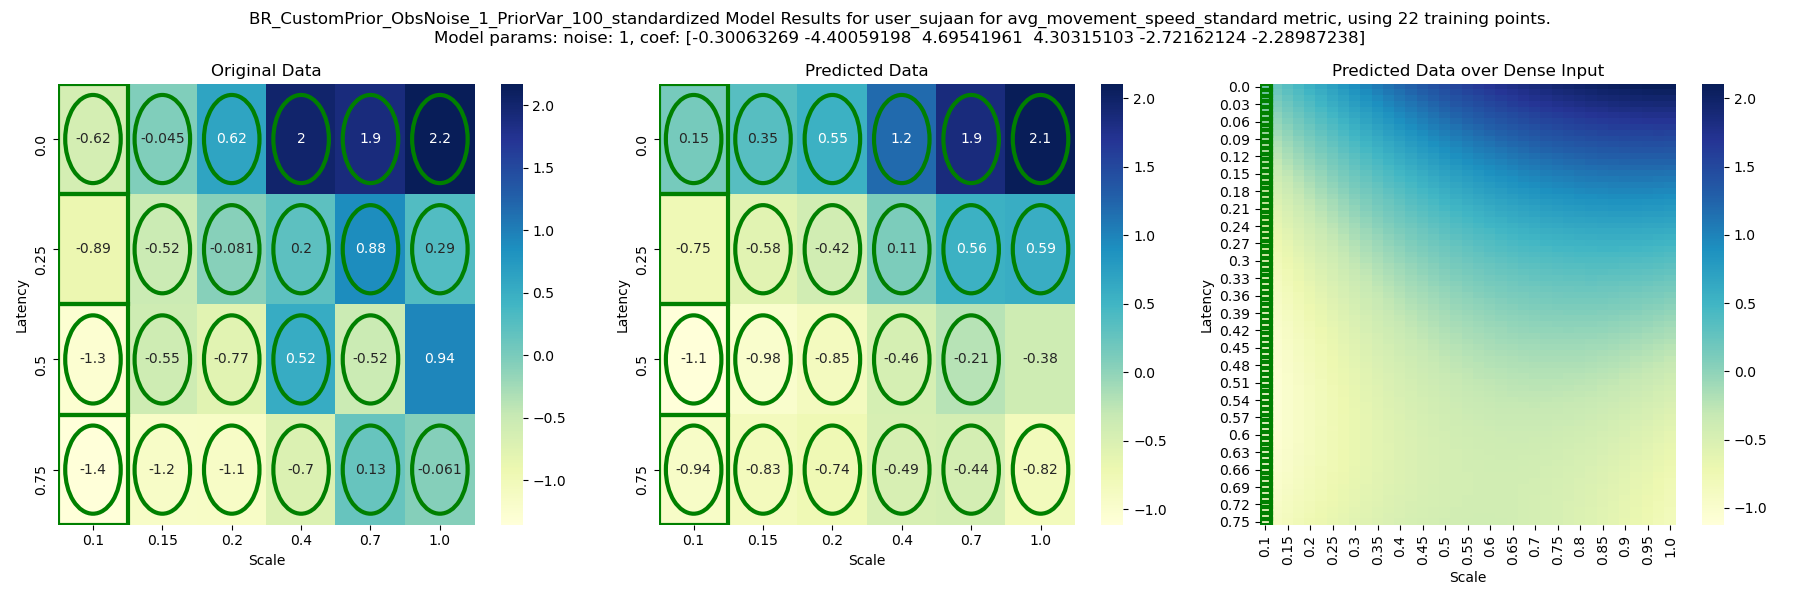 BR_CustomPrior_ObsNoise_1_PriorVar_100_standardized Model Results for user_sujaan for avg_movement_speed_standard metric, using 22 training points.
Model params: noise: 1, coef: [-0.30063269 -4.40059198  4.69541961  4.30315103 -2.72162124 -2.28987238]
Original Data
Latency
0.0
-0.62 -0.045 0.62 2 1.9 2.2
0.25
-0.89 -0.52 -0.081 0.2 0.88 0.29
0.5
-1.3 -0.55 -0.77 0.52 -0.52 0.94
0.75
-1.4 -1.2 -1.1 -0.7 0.13 -0.061
0.1 0.15 0.2 0.4 0.7 1.0
Scale
2.0
1.5
1.0
0.5
0.0
−0.5
−1.0
Predicted Data
Latency
0.0
0.15 0.35 0.55 1.2 1.9 2.1
0.25
-0.75 -0.58 -0.42 0.11 0.56 0.59
0.5
-1.1 -0.98 -0.85 -0.46 -0.21 -0.38
0.75
-0.94 -0.83 -0.74 -0.49 -0.44 -0.82
0.1 0.15 0.2 0.4 0.7 1.0
Scale
2.0
1.5
1.0
0.5
0.0
−0.5
−1.0
Predicted Data over Dense Input
Latency
0.0
0.03
0.06
0.09
0.12
0.15
0.18
0.21
0.24
0.27
0.3
0.33
0.36
0.39
0.42
0.45
0.48
0.51
0.54
0.57
0.6
0.63
0.66
0.69
0.72
0.75
0.1 0.15 0.2 0.25 0.3 0.35 0.4 0.45 0.5 0.55 0.6 0.65 0.7 0.75 0.8 0.85 0.9 0.95 1.0
Scale
2.0
1.5
1.0
0.5
0.0
−0.5
−1.0